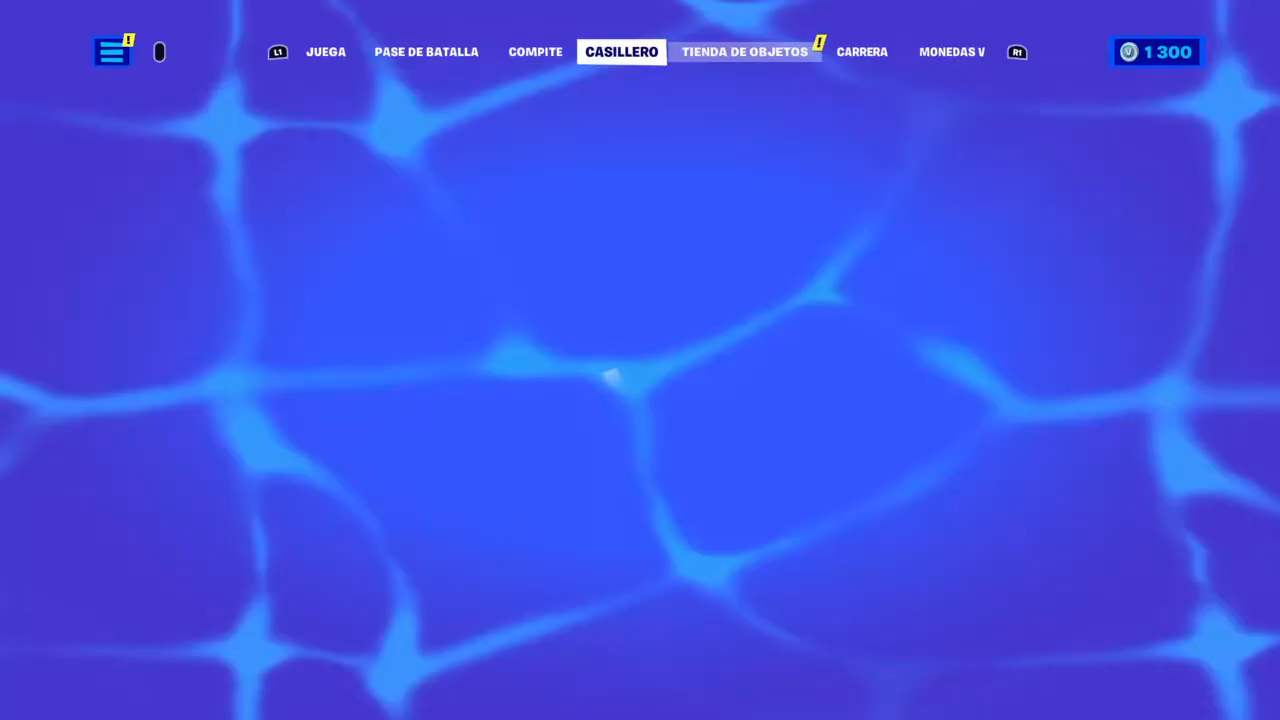 ! L1 JUEGA PASE DE BATALLA COMPITE CASILLERO TIENDA DE OBJETOS ! CARRERA MONEDAS V R1 V 1 300